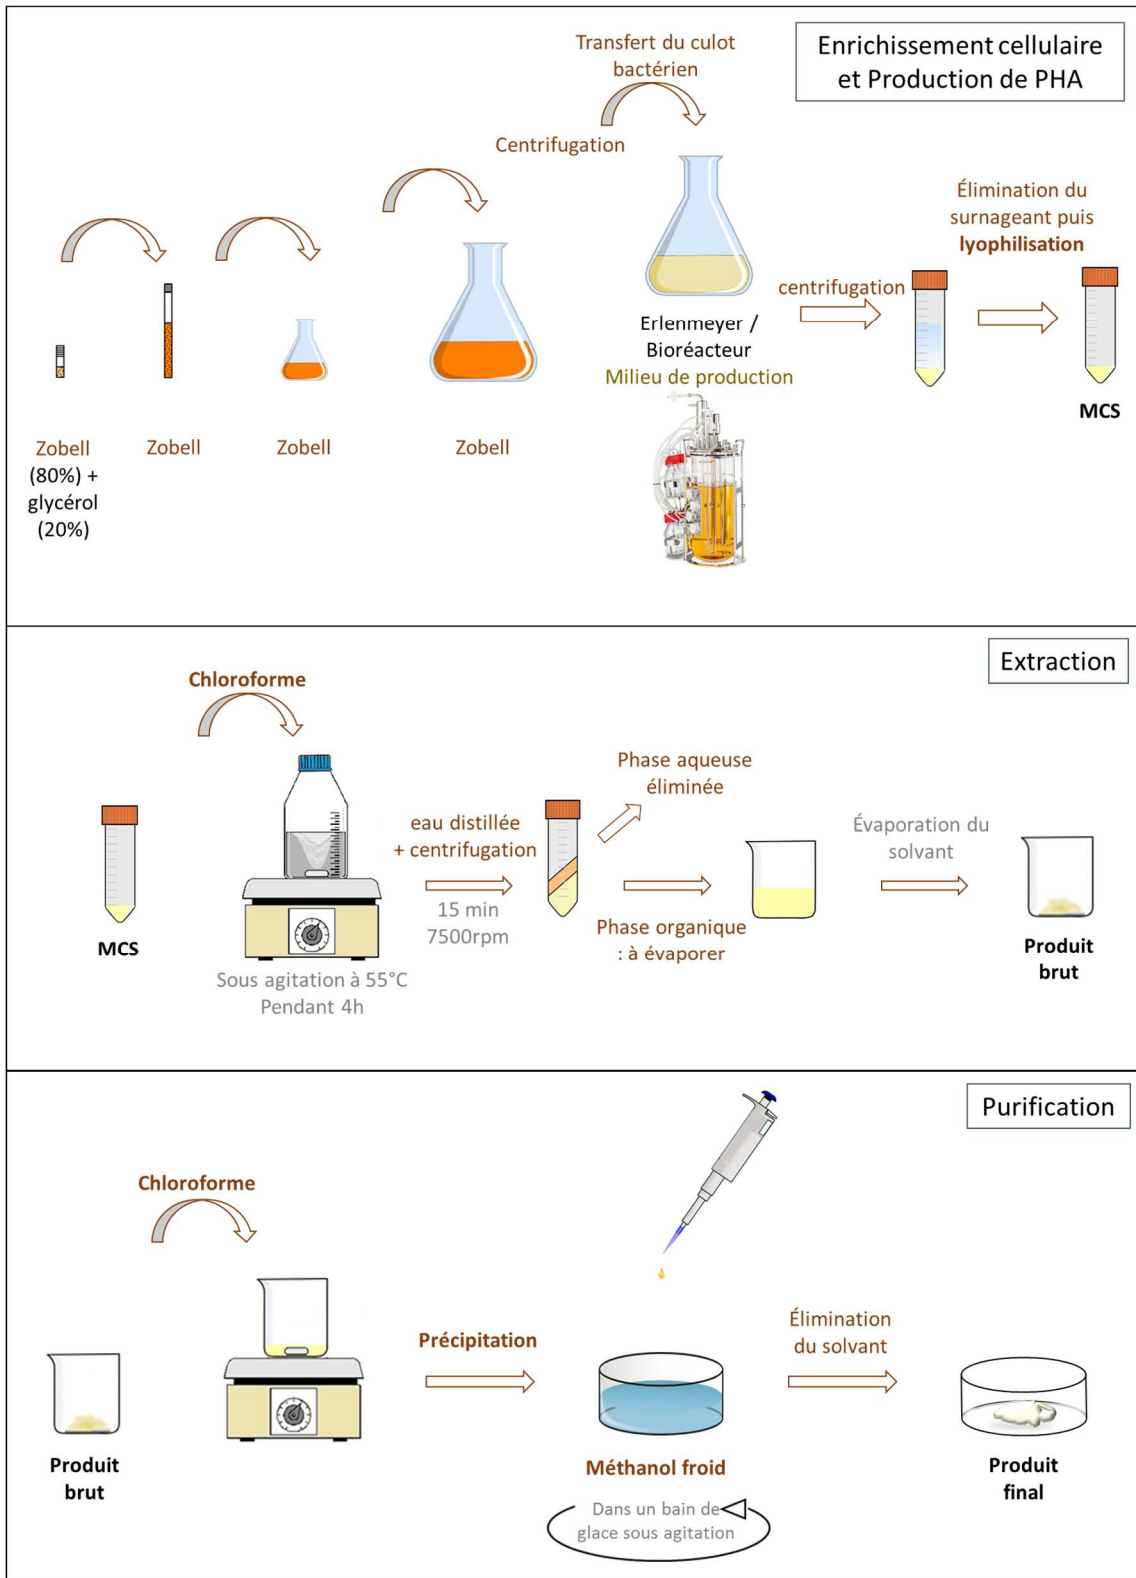 Enrichissement cellulaire
et Production de PHA
Transfert du culot
bactérien
Centrifugation
Élimination du
surnageant puis
lyophilisation
centrifugation
Erlenmeyer /
Bioréacteur
Milieu de production
MCS
Zobell
(80%) +
glycérol
(20%)
Zobell
Zobell
Zobell
Extraction
Chloroforme
Phase aqueuse
éliminée
eau distillée
+ centrifugation
15 min
7500rpm
Évaporation du
solvant
Phase organique
: à évaporer
MCS
Sous agitation à 55°C
Pendant 4h
Produit
brut
Purification
Chloroforme
Précipitation
Élimination
du solvant
Produit
brut
Méthanol froid
Dans un bain de
glace sous agitation
Produit
final